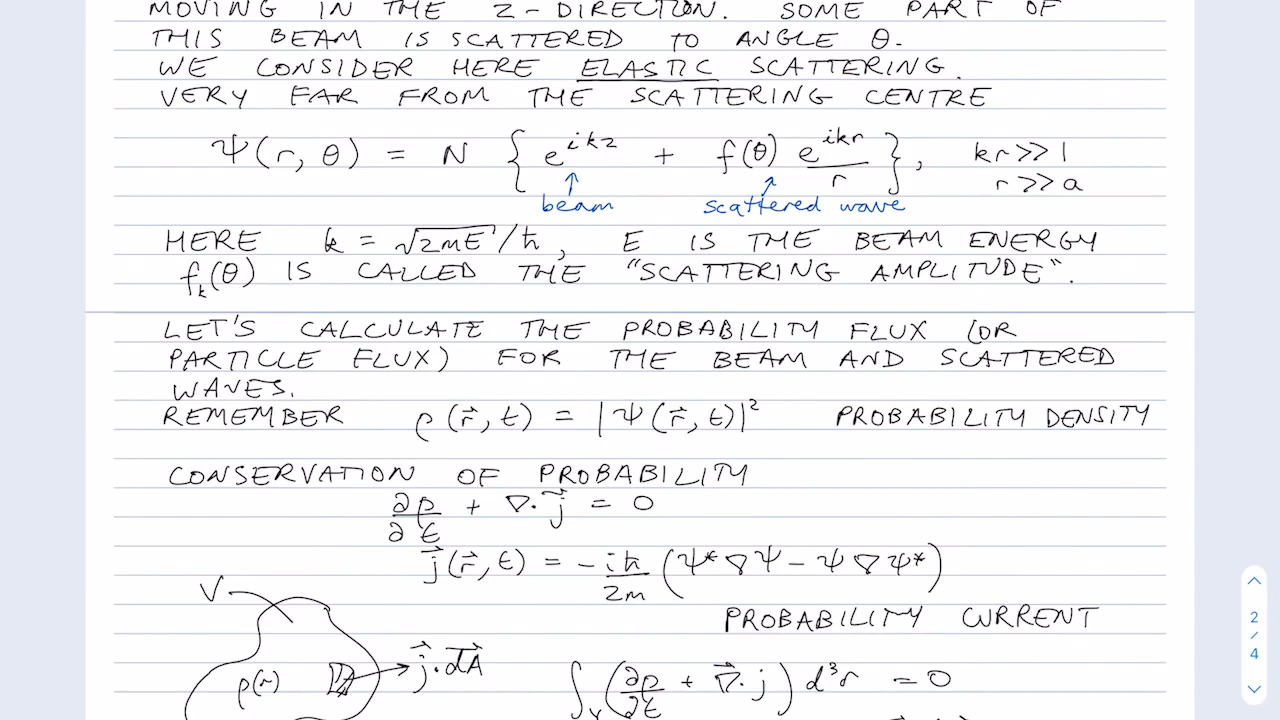 MOVING IN THE Z-DIRECTION. SOME PART OF
THIS BEAM IS SCATTERED TO ANGLE θ.
WE CONSIDER HERE ELASTIC SCATTERING.
VERY FAR FROM THE SCATTERING CENTRE
Ψ(r, θ) = N { e^{ikz} + f(θ) e^{ikr}/r }, kr >> 1
r >> a
beam scattered wave
HERE k = √2mE/ħ, E IS THE BEAM ENERGY
f_k(θ) IS CALLED THE "SCATTERING AMPLITUDE".
LET'S CALCULATE THE PROBABILITY FLUX (OR
PARTICLE FLUX) FOR THE BEAM AND SCATTERED
WAVES.
REMEMBER ρ(r⃗, t) = |Ψ(r⃗, t)|² PROBABILITY DENSITY
CONSERVATION OF PROBABILITY
∂ρ/∂t + ∇·j⃗ = 0
j⃗(r⃗, t) = -iħ/2m (Ψ*∇Ψ - Ψ∇Ψ*)
V
PROBABILITY CURRENT
ρ(r) j⃗·dA⃗ ∫_V (∂ρ/∂t + ∇⃗·j) d³r = 0
2
/
4